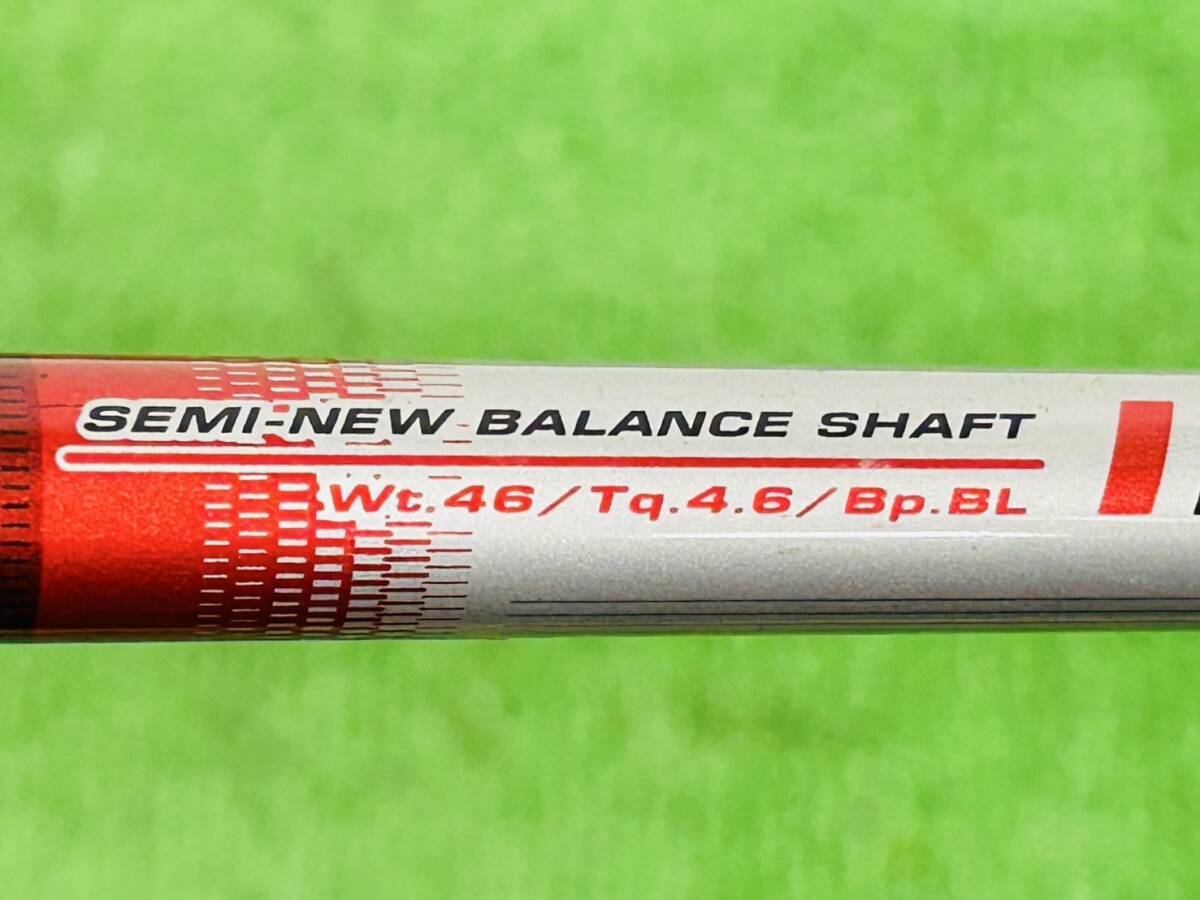 SEMI-NEW BALANCE SHAFT
Wt.46/Tq.4.6/Bp.BL